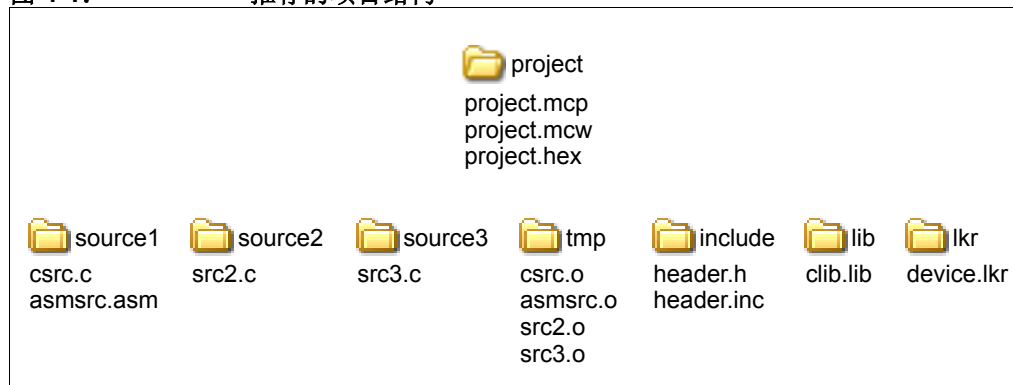 project
project.mcp
project.mcw
project.hex
source1
csrc.c
asmsrc.asm
source2
src2.c
source3
src3.c
tmp
csrc.o
asmsrc.o
src2.o
src3.o
include
header.h
header.inc
lib
clib.lib
lkr
device.lkr